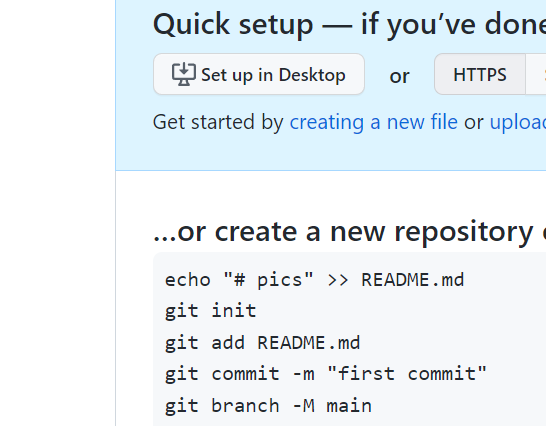 Quick setup — if you’ve done
Set up in Desktop or HTTPS
Get started by creating a new file or upload
...or create a new repository
echo "# pics" >> README.md
git init
git add README.md
git commit -m "first commit"
git branch -M main